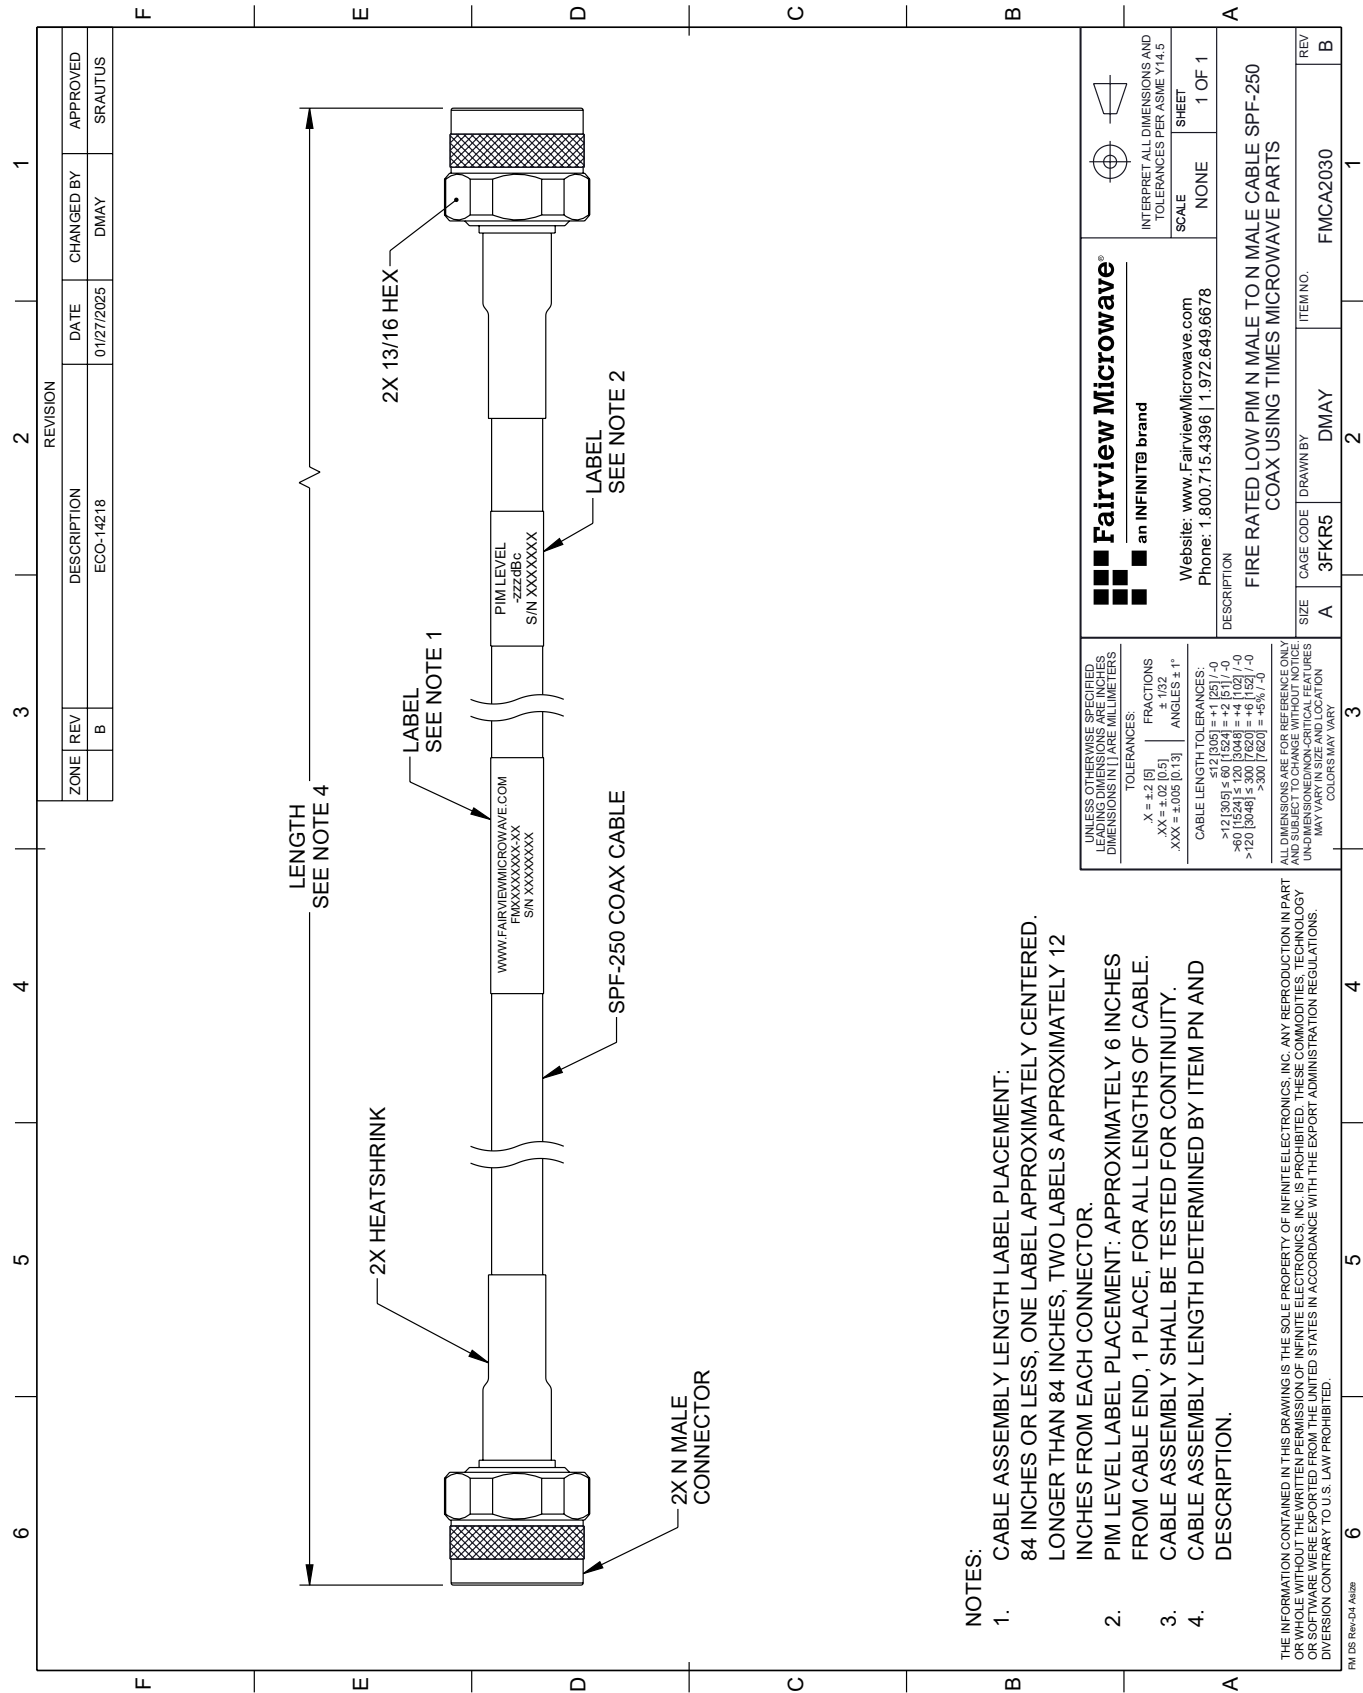 6 5 4 3 2 1
F E D C B A
REVISION
ZONE REV DESCRIPTION DATE CHANGED BY APPROVED
B ECO-14218 01/27/2025 DMAY SRAUTUS
LENGTH
SEE NOTE 4
2X HEATSHRINK
LABEL
SEE NOTE 1
2X 13/16 HEX
WWW.FAIRVIEWMICROWAVE.COM
FMXXXXXXXX-XX
S/N XXXXXXXX
PIM LEVEL
-zzzdBc
S/N XXXXXXX
2X N MALE
CONNECTOR
SPF-250 COAX CABLE
LABEL
SEE NOTE 2
NOTES:
1. CABLE ASSEMBLY LENGTH LABEL PLACEMENT:
84 INCHES OR LESS, ONE LABEL APPROXIMATELY CENTERED.
LONGER THAN 84 INCHES, TWO LABELS APPROXIMATELY 12
INCHES FROM EACH CONNECTOR.
2. PIM LEVEL LABEL PLACEMENT: APPROXIMATELY 6 INCHES
FROM CABLE END, 1 PLACE, FOR ALL LENGTHS OF CABLE.
3. CABLE ASSEMBLY SHALL BE TESTED FOR CONTINUITY.
4. CABLE ASSEMBLY LENGTH DETERMINED BY ITEM PN AND
DESCRIPTION.
THE INFORMATION CONTAINED IN THIS DRAWING IS THE SOLE PROPERTY OF INFINITE ELECTRONICS, INC. ANY REPRODUCTION IN PART
OR WHOLE WITHOUT THE WRITTEN PERMISSION OF INFINITE ELECTRONICS, INC. IS PROHIBITED. THESE COMMODITIES, TECHNOLOGY
OR SOFTWARE WERE EXPORTED FROM THE UNITED STATES IN ACCORDANCE WITH THE EXPORT ADMINISTRATION REGULATIONS.
DIVERSION CONTRARY TO U.S. LAW PROHIBITED.
UNLESS OTHERWISE SPECIFIED
LEADING DIMENSIONS ARE INCHES
DIMENSIONS IN [ ] ARE MILLIMETERS
TOLERANCES:
.X = ±.2 [5] FRACTIONS
.XX = ±.02 [0.5] ± 1/32
.XXX = ±.005 [0.13] ANGLES ± 1°
CABLE LENGTH TOLERANCES:
≤12 [305] = +1 [25] / -0
>12 [305] ≤ 60 [1524] = +2 [51] / -0
>60 [1524] ≤ 120 [3048] = +4 [102] / -0
>120 [3048] ≤ 300 [7620] = +6 [152] / -0
>300 [7620] = +5% / -0
ALL DIMENSIONS ARE FOR REFERENCE ONLY
AND SUBJECT TO CHANGE WITHOUT NOTICE.
UN-DIMENSIONED/NON-CRITICAL FEATURES
MAY VARY IN SIZE AND LOCATION
COLORS MAY VARY
Fairview Microwave®
an INFINIT® brand
Website: www.FairviewMicrowave.com
Phone: 1.800.715.4396 | 1.972.649.6678
INTERPRET ALL DIMENSIONS AND
TOLERANCES PER ASME Y14.5
SCALE NONE
SHEET 1 OF 1
DESCRIPTION
FIRE RATED LOW PIM N MALE TO N MALE CABLE SPF-250
COAX USING TIMES MICROWAVE PARTS
SIZE A
CAGE CODE 3FKR5
DRAWN BY DMAY
ITEM NO. FMCA2030
REV B
6 5 4 3 2 1
F E D C B A
FM DS Rev-D4 Asize